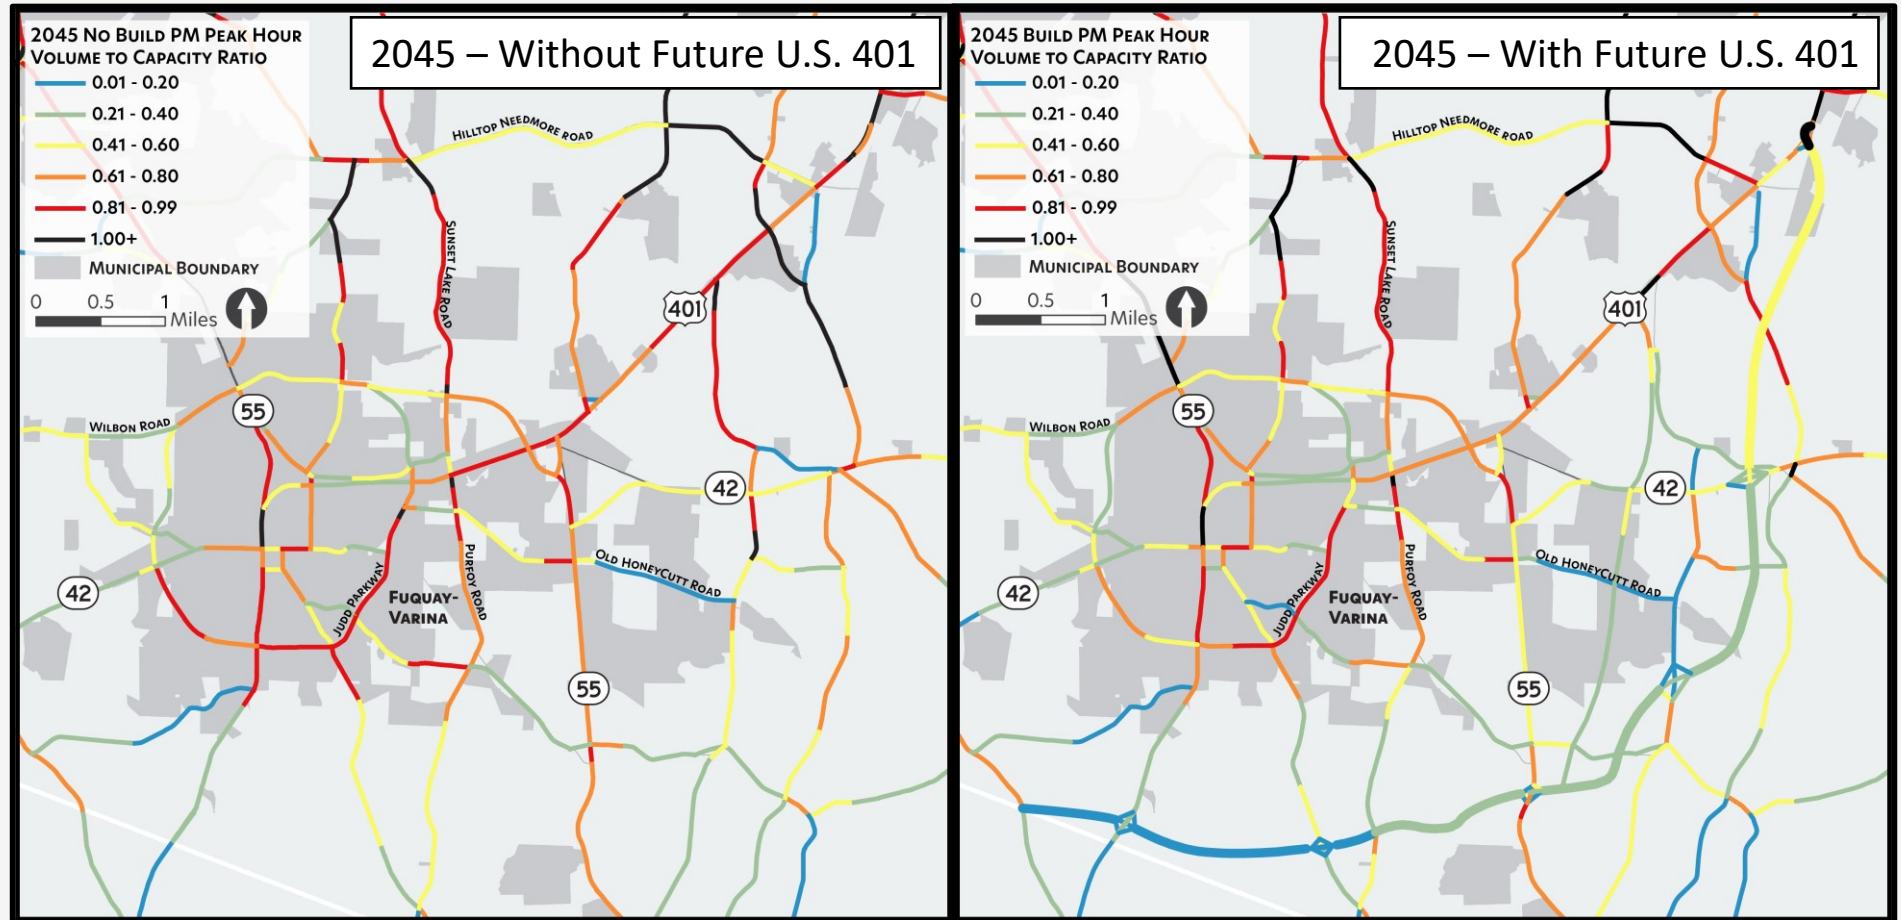 2045 No Build PM Peak Hour
Volume to Capacity Ratio
0.01 - 0.20
0.21 - 0.40
0.41 - 0.60
0.61 - 0.80
0.81 - 0.99
1.00+
Municipal Boundary
0 0.5 1
Miles
2045 – Without Future U.S. 401
Hilltop Needmore Road
Sunset Lake Road
401
55
Wilbon Road
42
Old Honeycutt Road
Purfoy Road
Judd Parkway
42
Fuquay-
Varina
55
2045 Build PM Peak Hour
Volume to Capacity Ratio
0.01 - 0.20
0.21 - 0.40
0.41 - 0.60
0.61 - 0.80
0.81 - 0.99
1.00+
Municipal Boundary
0 0.5 1
Miles
2045 – With Future U.S. 401
Hilltop Needmore Road
Sunset Lake Road
401
55
Wilbon Road
42
Old Honeycutt Road
Purfoy Road
Judd Parkway
42
Fuquay-
Varina
55